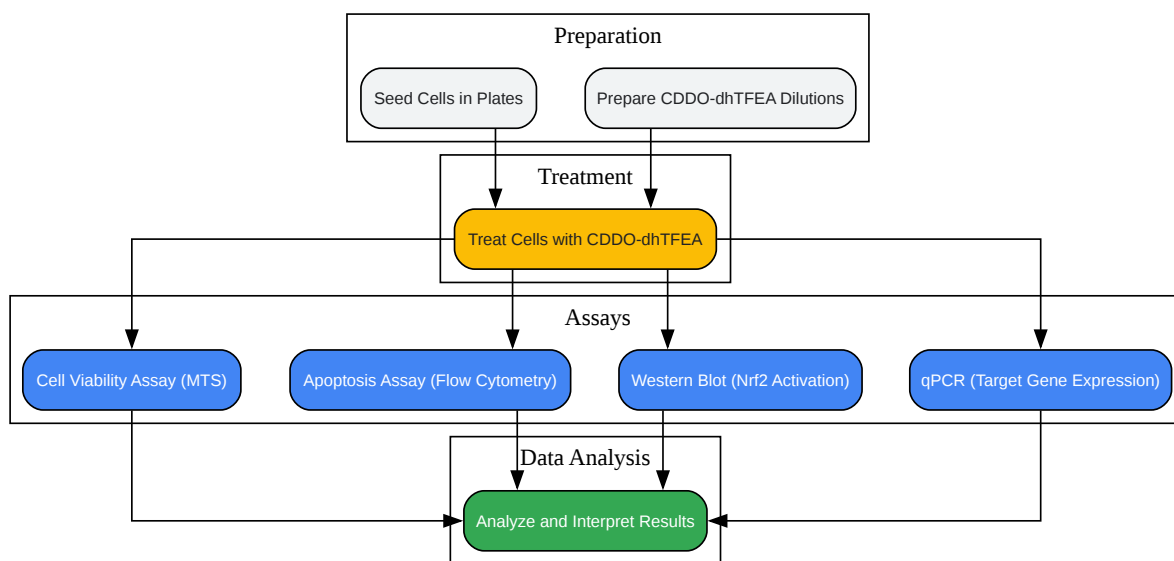 Preparation
Seed Cells in Plates
Prepare CDDO-dhTFEA Dilutions
Treatment
Treat Cells with CDDO-dhTFEA
Assays
Cell Viability Assay (MTS)
Apoptosis Assay (Flow Cytometry)
Western Blot (Nrf2 Activation)
qPCR (Target Gene Expression)
Data Analysis
Analyze and Interpret Results